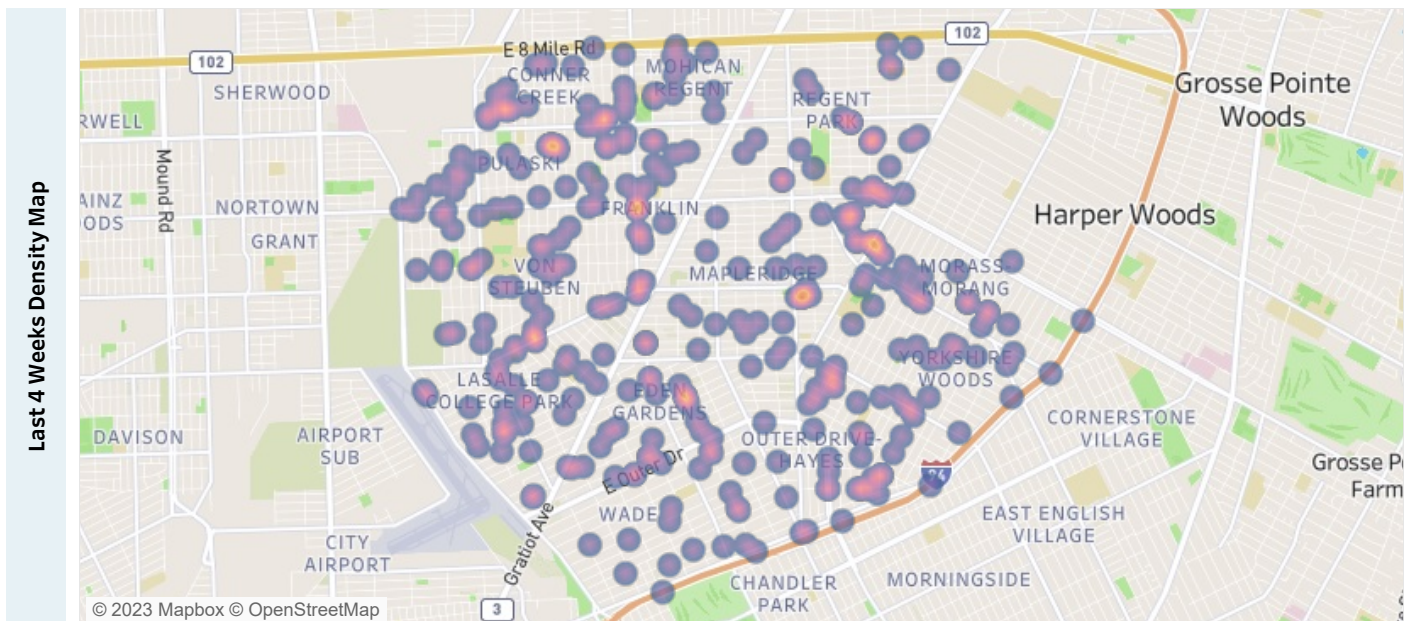 Last 4 Weeks Density Map
E 8 Mile Rd
102
102
CONNER
CREEK
MOHICAN
REGENT
SHERWOOD
REGENT
PARK
Grosse Pointe
Woods
RWELL
Mound Rd
PULASKI
AINZ
OODS
NORTOWN
FRANKLIN
Harper Woods
GRANT
VON
STEUBEN
MAPLERIDGE
MORASS-
MORANG
YORKSHIRE
WOODS
LASALLE
COLLEGE PARK
EDEN
GARDENS
CORNERSTONE
VILLAGE
DAVISON
AIRPORT
SUB
OUTER DRIVE-
HAYES
E Outer Dr
94
Grosse Po
Farm
WADE
EAST ENGLISH
VILLAGE
Gratiot Ave
CITY
AIRPORT
CHANDLER
PARK
MORNINGSIDE
3
© 2023 Mapbox © OpenStreetMap